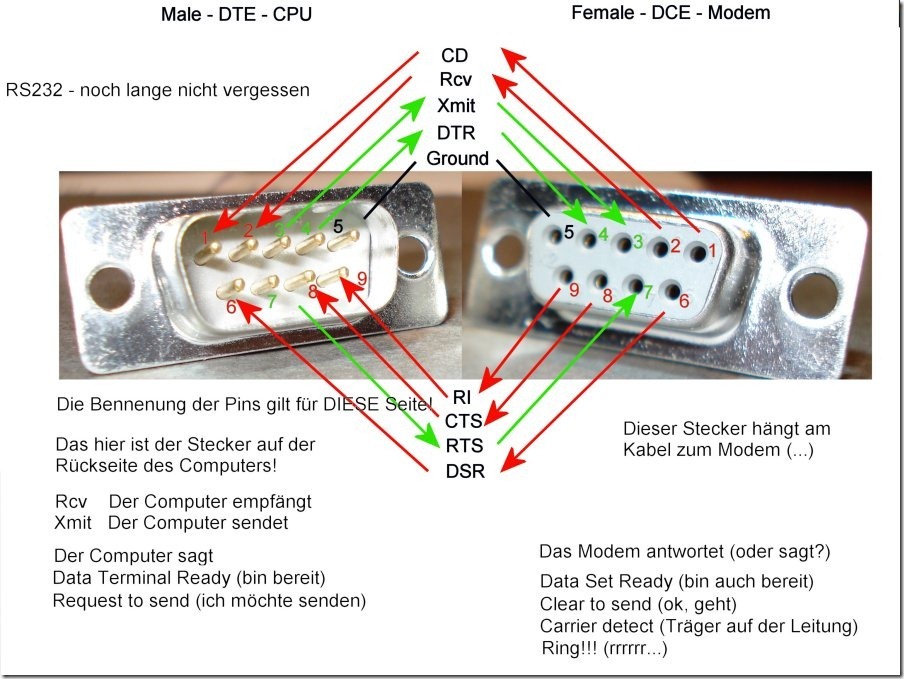 Male - DTE - CPU
Female - DCE - Modem
RS232 - noch lange nicht vergessen
CD
Rcv
Xmit
DTR
Ground
1 2 3 4 5
5 4 3 2 1
6 7 8 9
9 8 7 6
RI
CTS
RTS
DSR
Die Bennenung der Pins gilt für DIESE Seite!
Das hier ist der Stecker auf der
Rückseite des Computers!
Rcv Der Computer empfängt
Xmit Der Computer sendet
Der Computer sagt
Data Terminal Ready (bin bereit)
Request to send (ich möchte senden)
Dieser Stecker hängt am
Kabel zum Modem (...)
Das Modem antwortet (oder sagt?)
Data Set Ready (bin auch bereit)
Clear to send (ok, geht)
Carrier detect (Träger auf der Leitung)
Ring!!! (rrrrrr...)